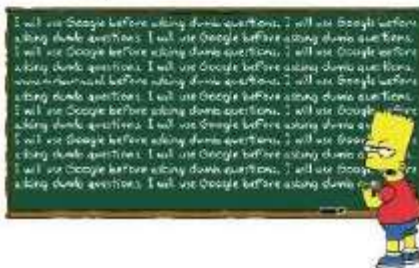 I will use Google before asking dumb questions. I will use Google before
asking dumb questions. I will use Google before asking dumb questions.
I will use Google before asking dumb questions. I will use Google before
asking dumb questions. I will use Google before asking dumb questions.
before asking dumb questions. I will use Google before
asking dumb questions. I will use Google before asking dumb questions.
I will use Google before asking dumb questions. I will use Google
asking dumb questions. I will use Google before asking dumb
I will use Google before asking dumb questions. I will use
asking dumb questions. I will use Google before asking dumb
I will use Google before asking dumb questions. I will use
asking dumb questions. I will use Google before asking dumb